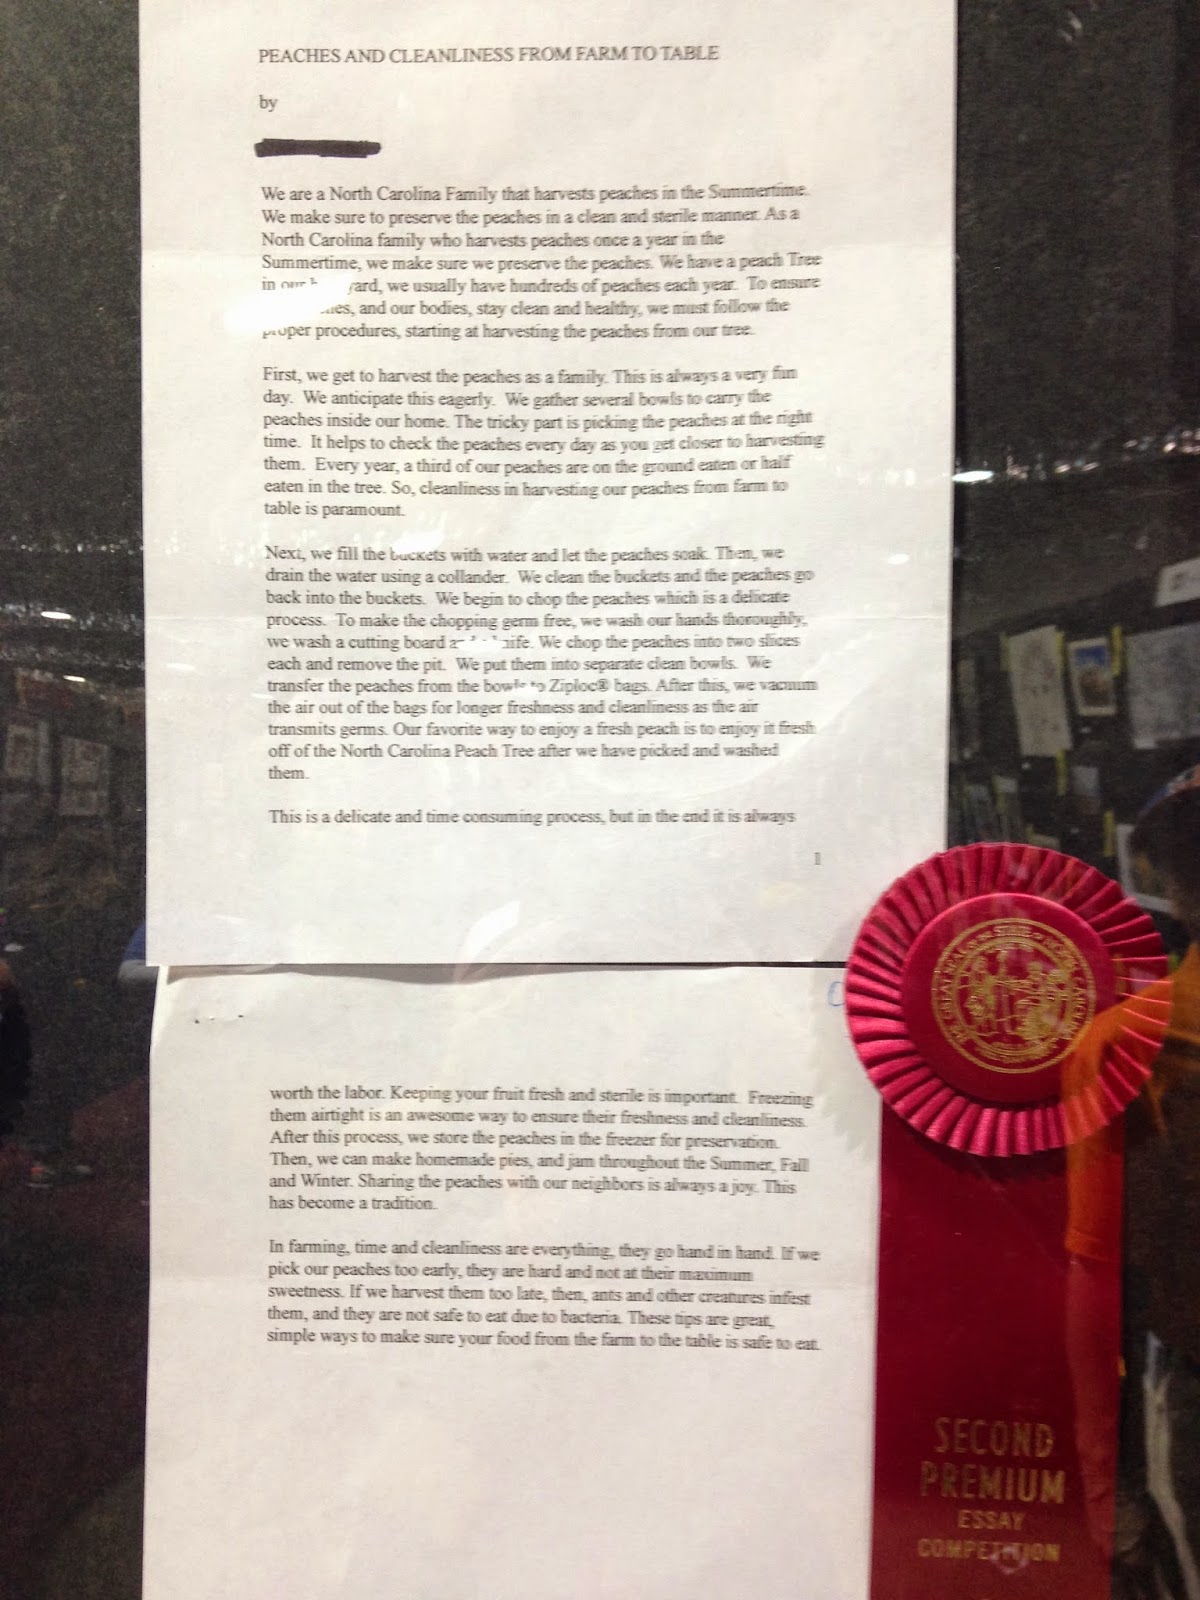 PEACHES AND CLEANLINESS FROM FARM TO TABLE
by
We are a North Carolina Family that harvests peaches in the Summertime.
We make sure to preserve the peaches in a clean and sterile manner. As a
North Carolina family who harvests peaches once a year in the
Summertime, we make sure we preserve the peaches. We have a peach Tree
in our yard, we usually have hundreds of peaches each year. To ensure
and our bodies, stay clean and healthy, we must follow the
proper procedures, starting at harvesting the peaches from our tree.
First, we get to harvest the peaches as a family. This is always a very fun
day. We anticipate this eagerly. We gather several bowls to carry the
peaches inside our home. The tricky part is picking the peaches at the right
time. It helps to check the peaches every day as you get closer to harvesting
them. Every year, a third of our peaches are on the ground eaten or half
eaten in the tree. So, cleanliness in harvesting our peaches from farm to
table is paramount.
Next, we fill the buckets with water and let the peaches soak. Then, we
drain the water using a collander. We clean the buckets and the peaches go
back into the buckets. We begin to chop the peaches which is a delicate
process. To make the chopping germ free, we wash our hands thoroughly,
we wash a cutting board knife. We chop the peaches into two slices
each and remove the pit. We put them into separate clean bowls. We
transfer the peaches from the bowls to Ziploc® bags. After this, we vacuum
the air out of the bags for longer freshness and cleanliness as the air
transmits germs. Our favorite way to enjoy a fresh peach is to enjoy it fresh
off of the North Carolina Peach Tree after we have picked and washed
them.
This is a delicate and time consuming process, but in the end it is always
1
worth the labor. Keeping your fruit fresh and sterile is important. Freezing
them airtight is an awesome way to ensure their freshness and cleanliness.
After this process, we store the peaches in the freezer for preservation.
Then, we can make homemade pies, and jam throughout the Summer, Fall
and Winter. Sharing the peaches with our neighbors is always a joy. This
has become a tradition.
In farming, time and cleanliness are everything, they go hand in hand. If we
pick our peaches too early, they are hard and not at their maximum
sweetness. If we harvest them too late, then, ants and other creatures infest
them, and they are not safe to eat due to bacteria. These tips are great,
simple ways to make sure your food from the farm to the table is safe to eat.
THE GREAT SEAL OF THE STATE OF NORTH CAROLINA
SECOND
PREMIUM
ESSAY
COMPETITION